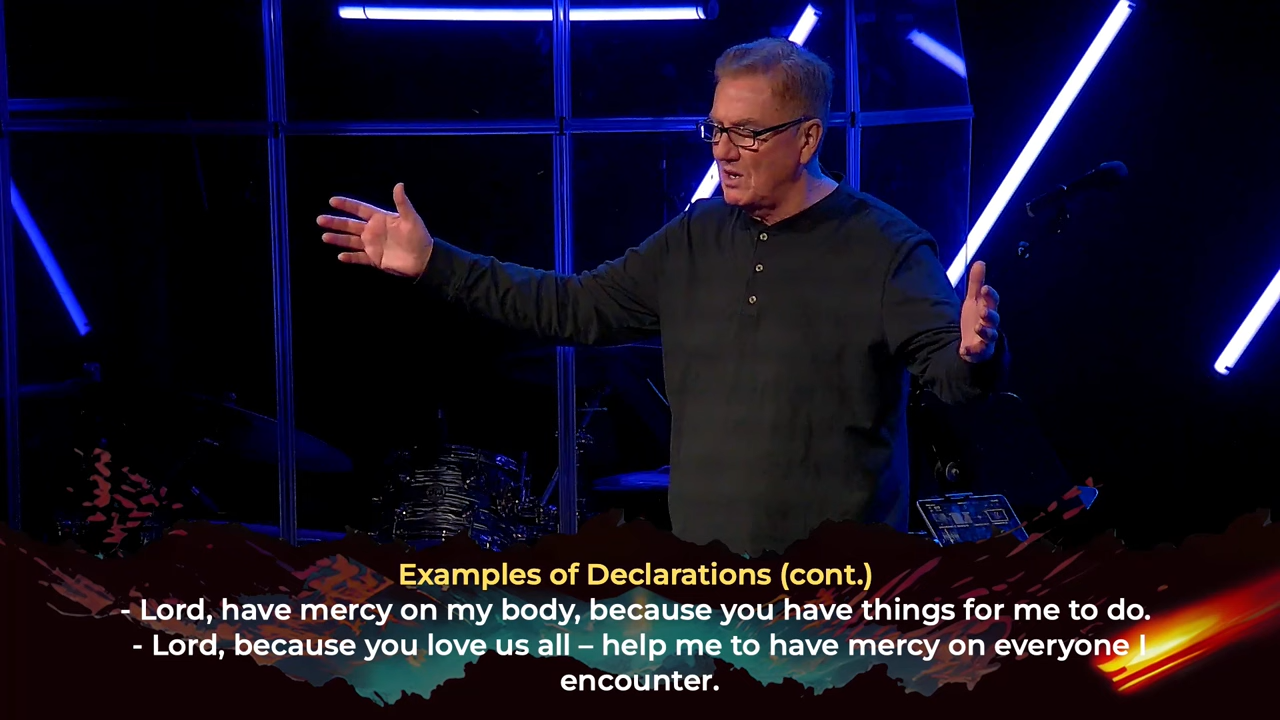 Examples of Declarations (cont.)
- Lord, have mercy on my body, because you have things for me to do.
- Lord, because you love us all – help me to have mercy on everyone I
encounter.